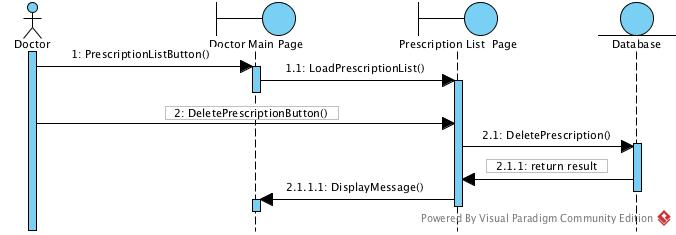 Doctor
Doctor Main Page
Prescription List Page
Database
1: PrescriptionListButton()
1.1: LoadPrescriptionList()
2: DeletePrescriptionButton()
2.1: DeletePrescription()
2.1.1: return result
2.1.1.1: DisplayMessage()
Powered By Visual Paradigm Community Edition